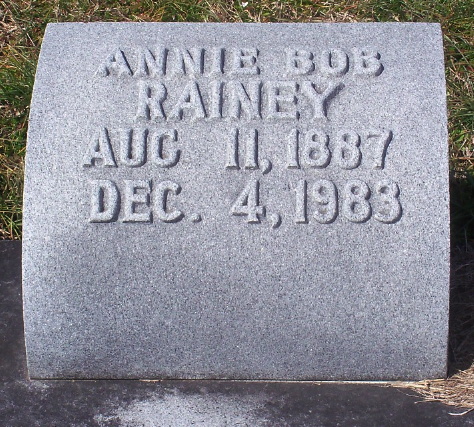 ANNIE BOB
RAINEY
AUG 11, 1887
DEC. 4, 1983